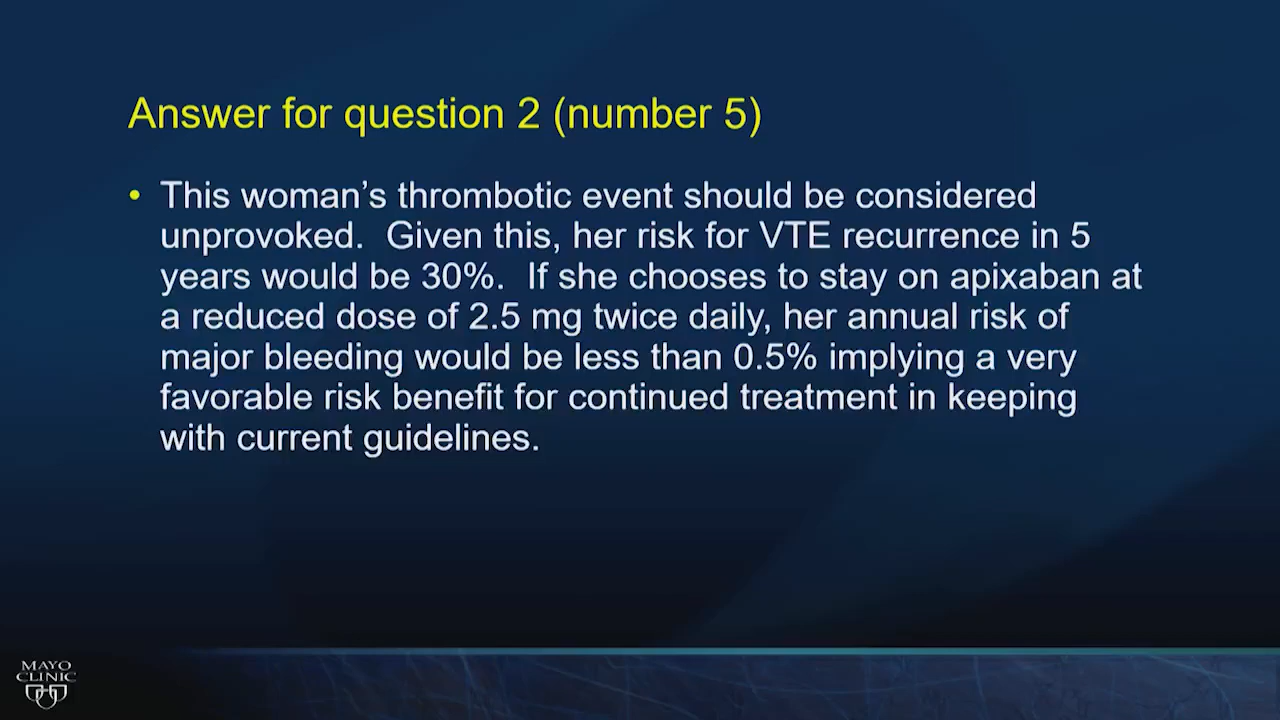 Answer for question 2 (number 5)
• This woman’s thrombotic event should be considered
unprovoked.  Given this, her risk for VTE recurrence in 5
years would be 30%.  If she chooses to stay on apixaban at
a reduced dose of 2.5 mg twice daily, her annual risk of
major bleeding would be less than 0.5% implying a very
favorable risk benefit for continued treatment in keeping
with current guidelines.
MAYO
CLINIC